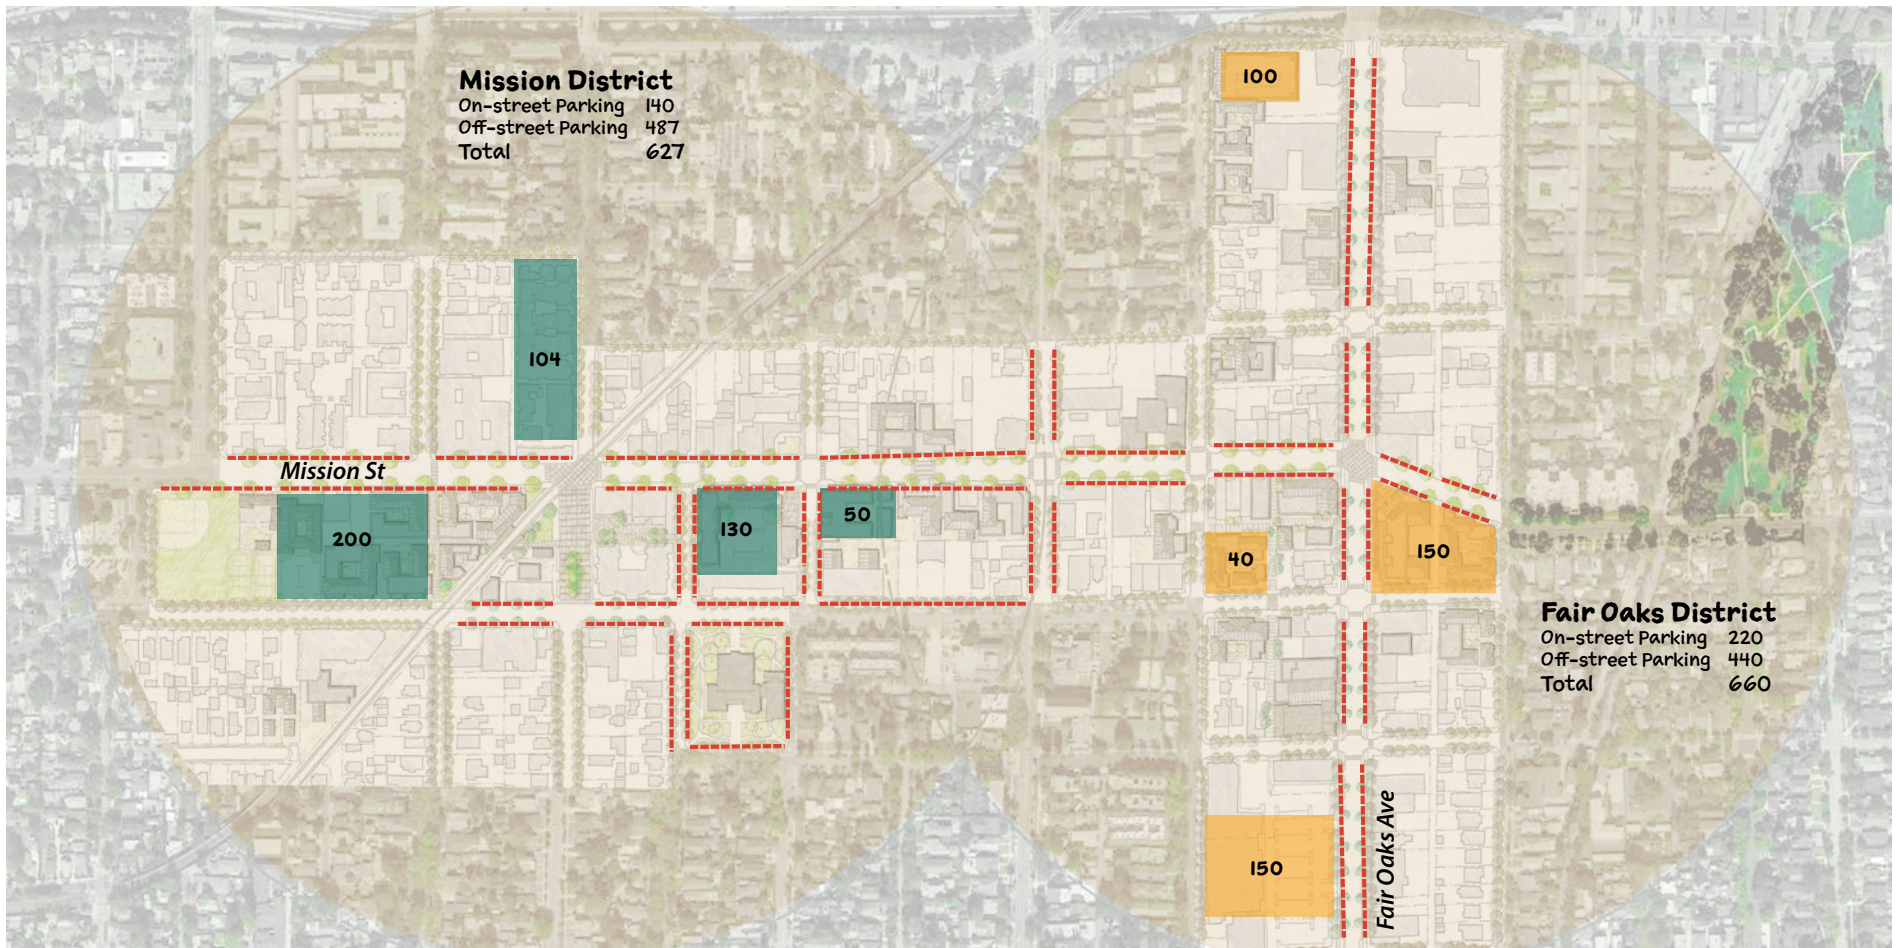 Mission District
On-street Parking 140
Off-street Parking 487
Total 627
100
104
Mission St
200
130
50
40
150
Fair Oaks District
On-street Parking 220
Off-street Parking 440
Total 660
150
Fair Oaks Ave